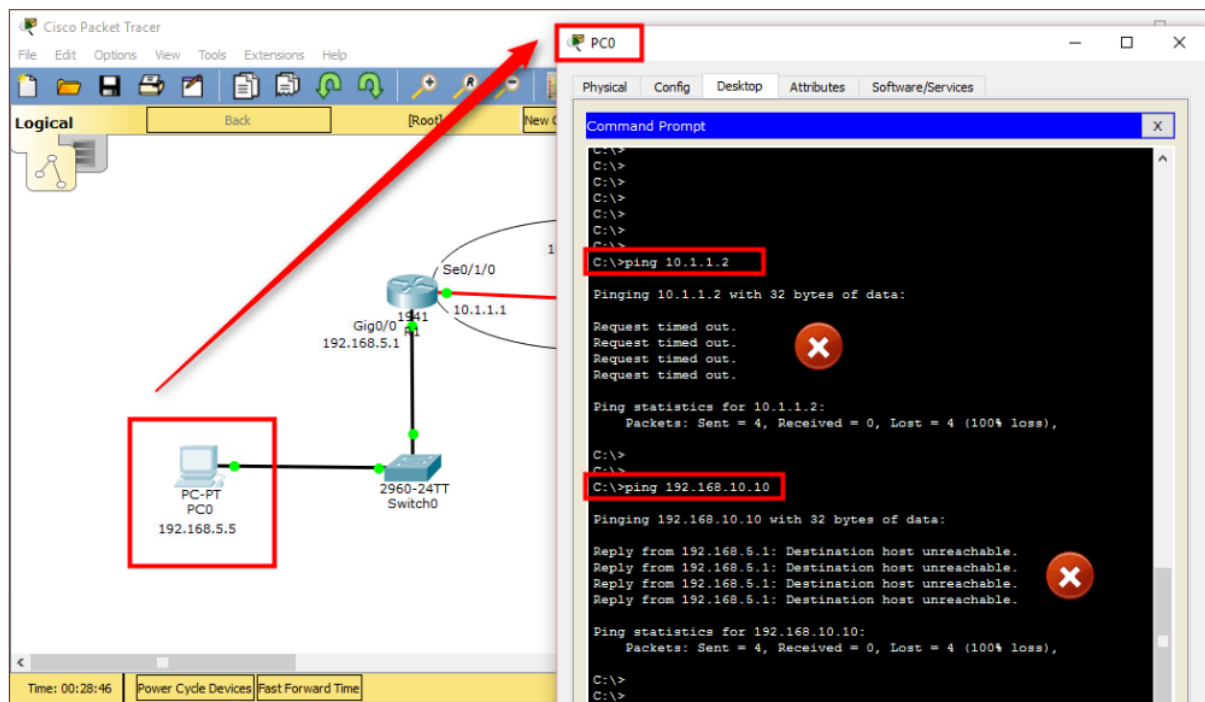 Cisco Packet Tracer
File Edit Options View Tools Extensions Help
Logical
Back
[Root]
New
Se0/1/0
10.1.1.1
1941
R1
Gig0/0
192.168.5.1
PC-PT
PC0
192.168.5.5
2960-24TT
Switch0
Time: 00:28:46
Power Cycle Devices
Fast Forward Time
PC0
Physical Config Desktop Attributes Software/Services
Command Prompt
X
C:\>
C:\>
C:\>
C:\>
C:\>
C:\>
C:\>
C:\>ping 10.1.1.2
Pinging 10.1.1.2 with 32 bytes of data:
Request timed out.
Request timed out.
Request timed out.
Request timed out.
Ping statistics for 10.1.1.2:
Packets: Sent = 4, Received = 0, Lost = 4 (100% loss),
C:\>
C:\>
C:\>ping 192.168.10.10
Pinging 192.168.10.10 with 32 bytes of data:
Reply from 192.168.5.1: Destination host unreachable.
Reply from 192.168.5.1: Destination host unreachable.
Reply from 192.168.5.1: Destination host unreachable.
Reply from 192.168.5.1: Destination host unreachable.
Ping statistics for 192.168.10.10:
Packets: Sent = 4, Received = 0, Lost = 4 (100% loss),
C:\>
C:\>